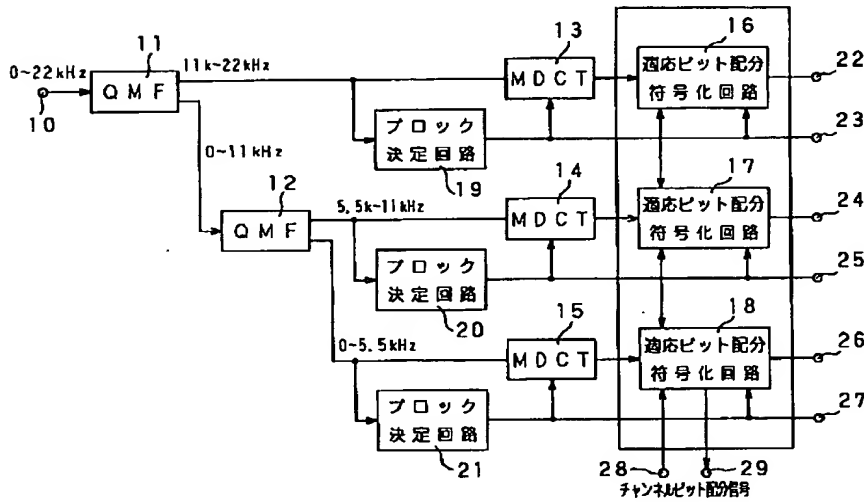 0~22kHz
10
11
QMF
11k~22kHz
13
MDCT
16
適応ビット配分
符号化回路
22
23
ブロック
決定回路
19
0~11kHz
12
QMF
5.5k~11kHz
14
MDCT
17
適応ビット配分
符号化回路
24
25
ブロック
決定回路
20
0~5.5kHz
15
MDCT
18
適応ビット配分
符号化回路
26
27
ブロック
決定回路
21
28
29
チャンネルビット配分信号